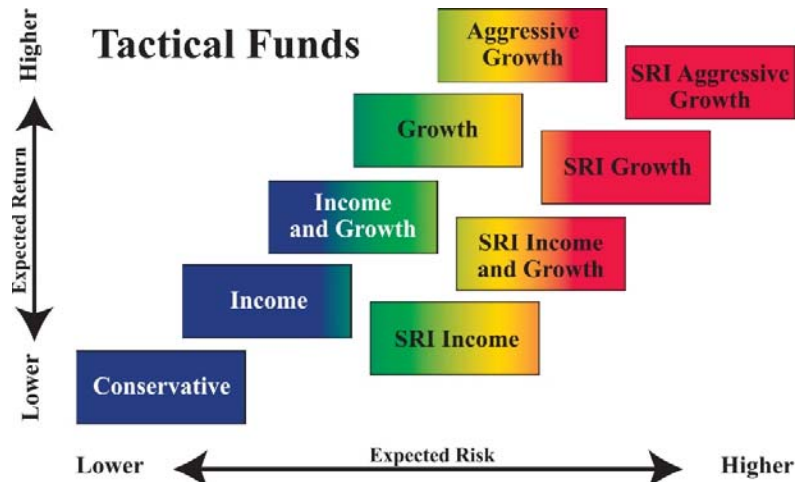 Tactical Funds
Higher
Expected Return
Lower
Aggressive
Growth
SRI Aggressive
Growth
Growth
SRI Growth
Income
and Growth
SRI Income
and Growth
Income
SRI Income
Conservative
Lower
Expected Risk
Higher